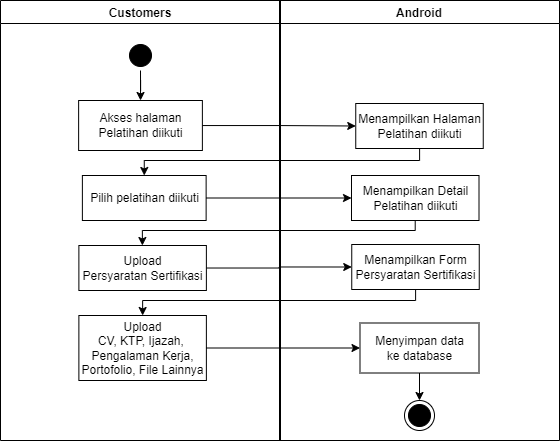 Customers
Android
Akses halaman
Pelatihan diikuti
Menampilkan Halaman
Pelatihan diikuti
Pilih pelatihan diikuti
Menampilkan Detail
Pelatihan diikuti
Upload
Persyaratan Sertifikasi
Menampilkan Form
Persyaratan Sertifikasi
Upload
CV, KTP, Ijazah,
Pengalaman Kerja,
Portofolio, File Lainnya
Menyimpan data
ke database